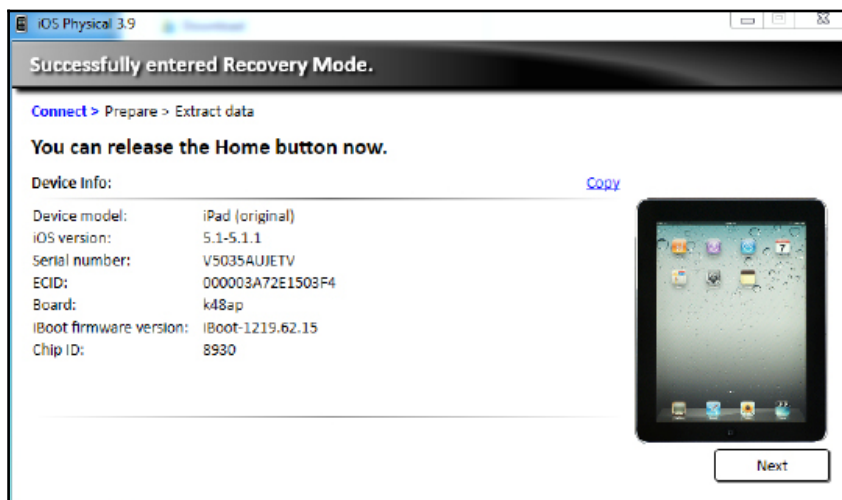 iOS Physical 3.9
Successfully entered Recovery Mode.
Connect > Prepare > Extract data
You can release the Home button now.
Device Info: Copy
Device model: iPad (original)
iOS version: 5.1-5.1.1
Serial number: V5035AUJETV
ECID: 000003A72E1503F4
Board: k48ap
iBoot firmware version: iBoot-1219.62.15
Chip ID: 8930
7
Next